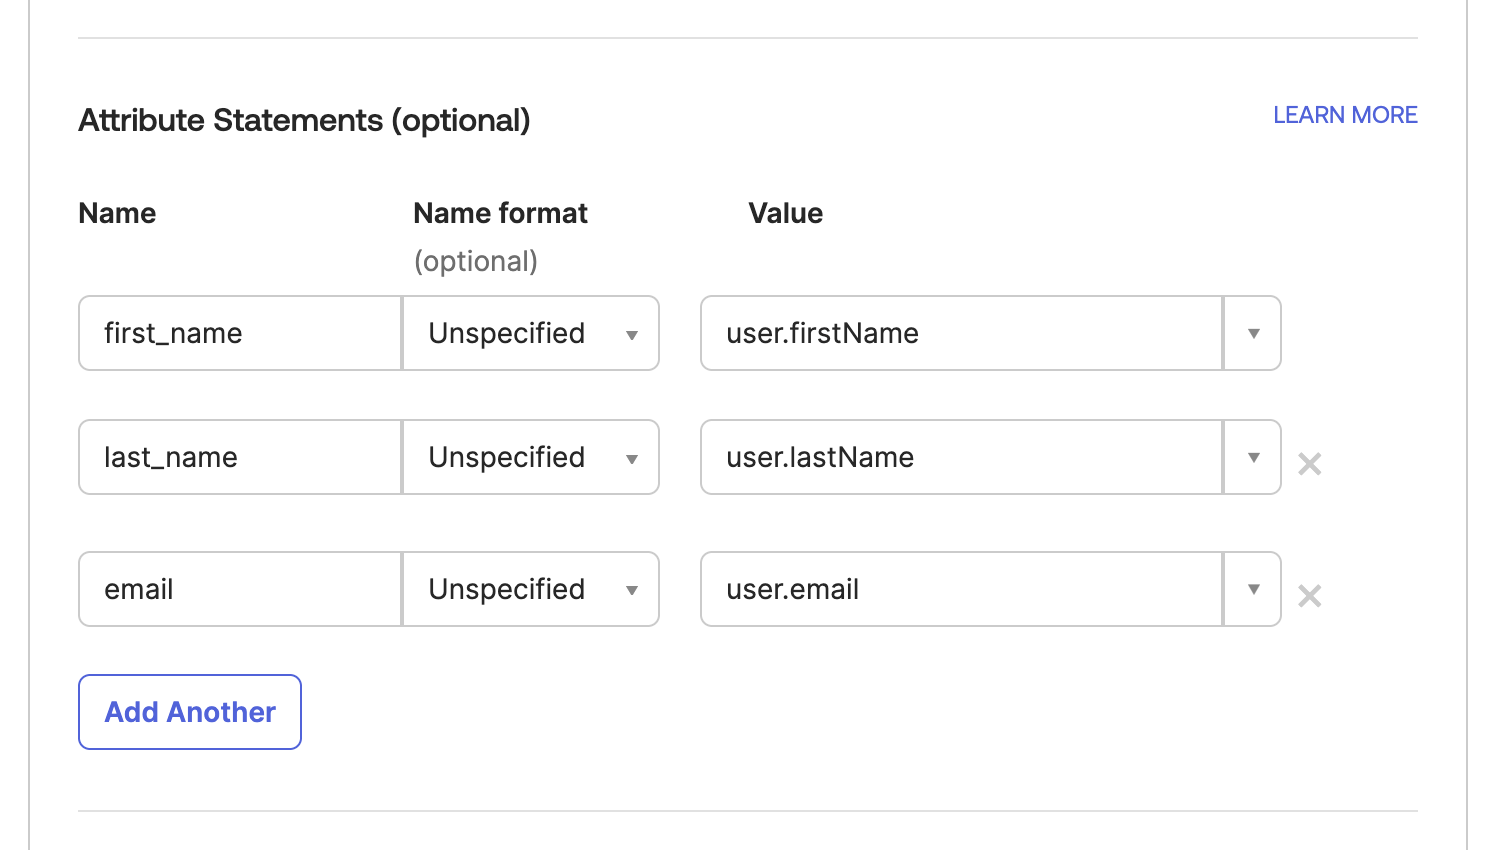 Attribute Statements (optional)
LEARN MORE
Name
Name format
Value
(optional)
first_name
Unspecified
user.firstName
last_name
Unspecified
user.lastName
email
Unspecified
user.email
Add Another